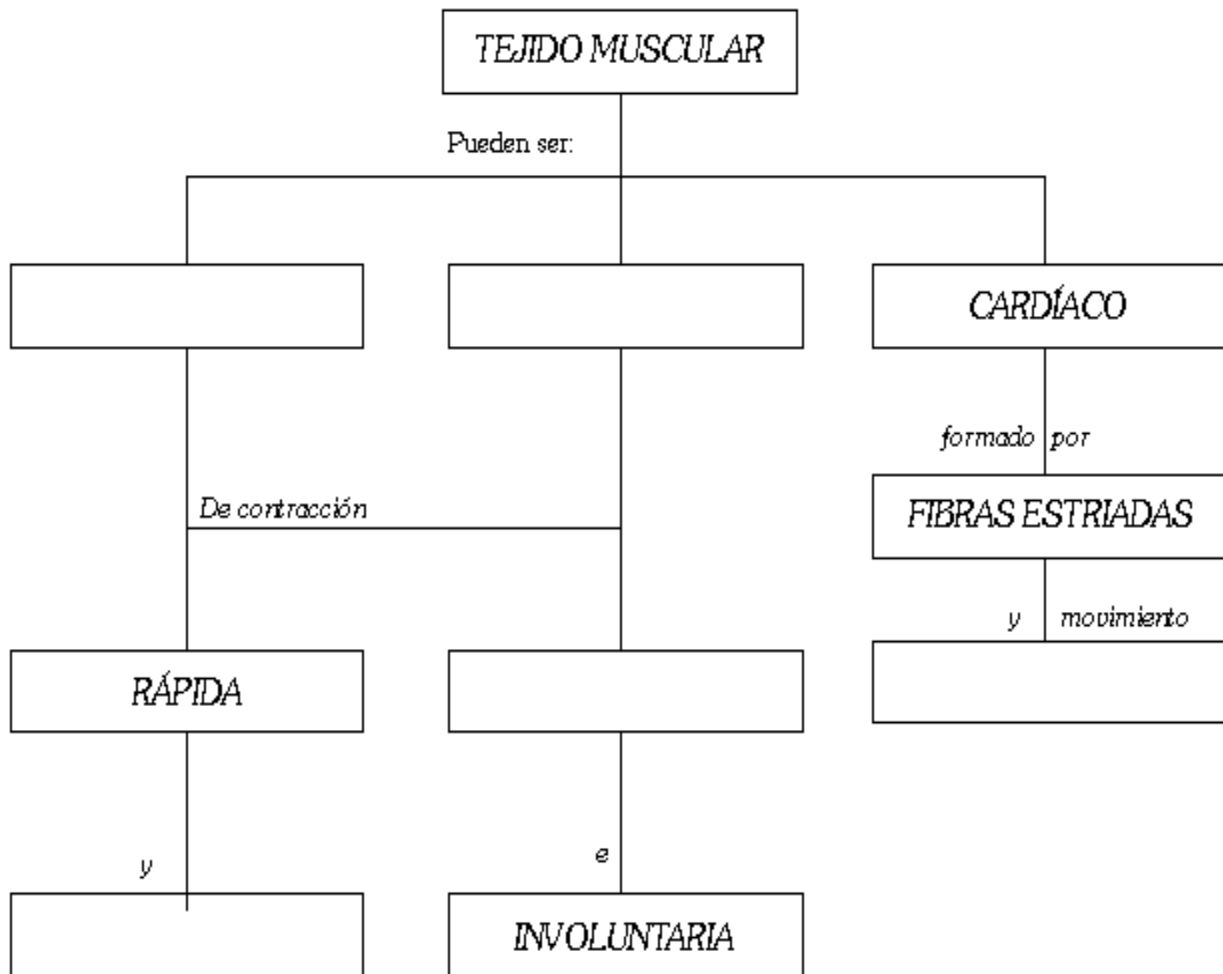 TEJIDO MUSCULAR
Pueden ser:
CARDÍACO
formado por
De contracción
FIBRAS ESTRIADAS
y movimiento
RÁPIDA
y
e
INVOLUNTARIA